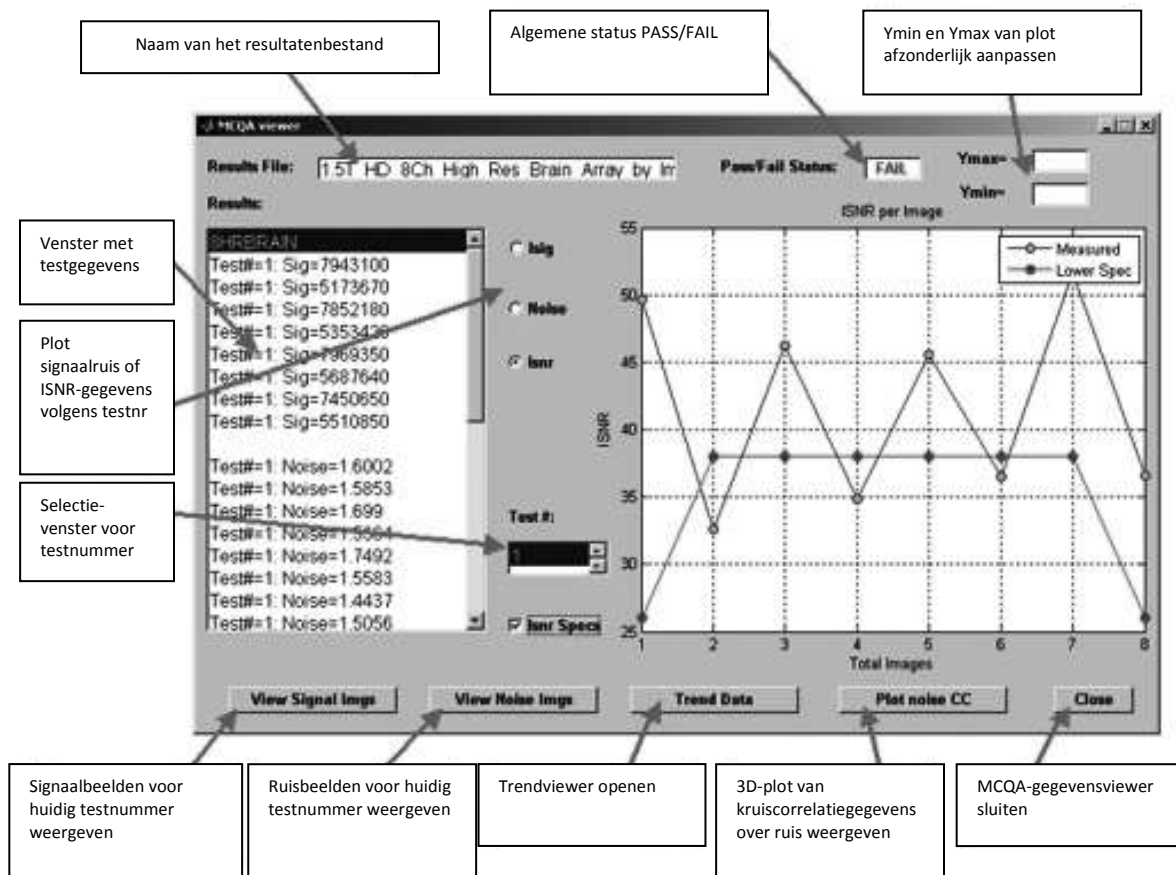 Naam van het resultatenbestand
Algemene status PASS/FAIL
Ymin en Ymax van plot
afzonderlijk aanpassen
MCQA viewer
Results File:
1.5T HD 8Ch High Res Brain Array by Im
Pass/Fail Status:
FAIL
Ymax=
Ymin=
Results:
Venster met
testgegevens
Plot
signaalruis of
ISNR-gegevens
volgens testnr
Selectie-
venster voor
testnummer
8HRBRAIN
Test#=1: Sig=7943100
Test#=1: Sig=5173670
Test#=1: Sig=7852180
Test#=1: Sig=5353420
Test#=1: Sig=7969350
Test#=1: Sig=5687640
Test#=1: Sig=7450650
Test#=1: Sig=5510850
Test#=1: Noise=1.6002
Test#=1: Noise=1.5853
Test#=1: Noise=1.699
Test#=1:
Test#=1: Noise=1.7492
Test#=1: Noise=1.5583
Test#=1: Noise=1.4437
Test#=1: Noise=1.5056
Isig
Noise
Isnr
Test #:
1
Isnr Specs
ISNR per Image
Measured
Lower Spec
ISNR
55
50
45
40
35
30
25
1 2 3 4 5 6 7 8
Total Images
View Signal Imgs
View Noise Imgs
Trend Data
Plot noise CC
Close
Signaalbeelden voor
huidig testnummer
weergeven
Ruisbeelden voor huidig
testnummer weergeven
Trendviewer openen
3D-plot van
kruiscorrelatiegegevens
over ruis weergeven
MCQA-gegevensviewer
sluiten